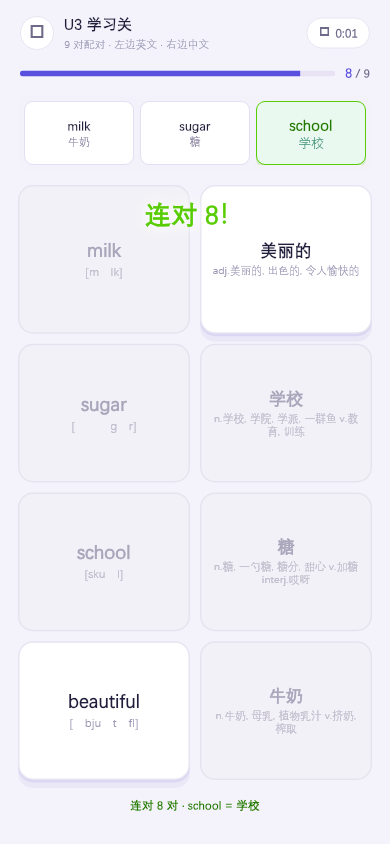 U3 学习关
9 对配对 · 左边英文 · 右边中文
0:01
8 / 9
milk
牛奶
sugar
糖
school
学校
连对 8!
milk
[m lk]
美丽的
adj.美丽的, 出色的, 令人愉快的
sugar
[ g r]
学校
n.学校, 学院, 学派, 一群鱼 v.教
育, 训练
school
[sku l]
糖
n.糖, 一勺糖, 糖分, 甜心 v.加糖
interj.哎呀
beautiful
[ bju t fl]
牛奶
n.牛奶, 母乳, 植物乳汁 v.挤奶,
榨取
连对 8 对 · school = 学校